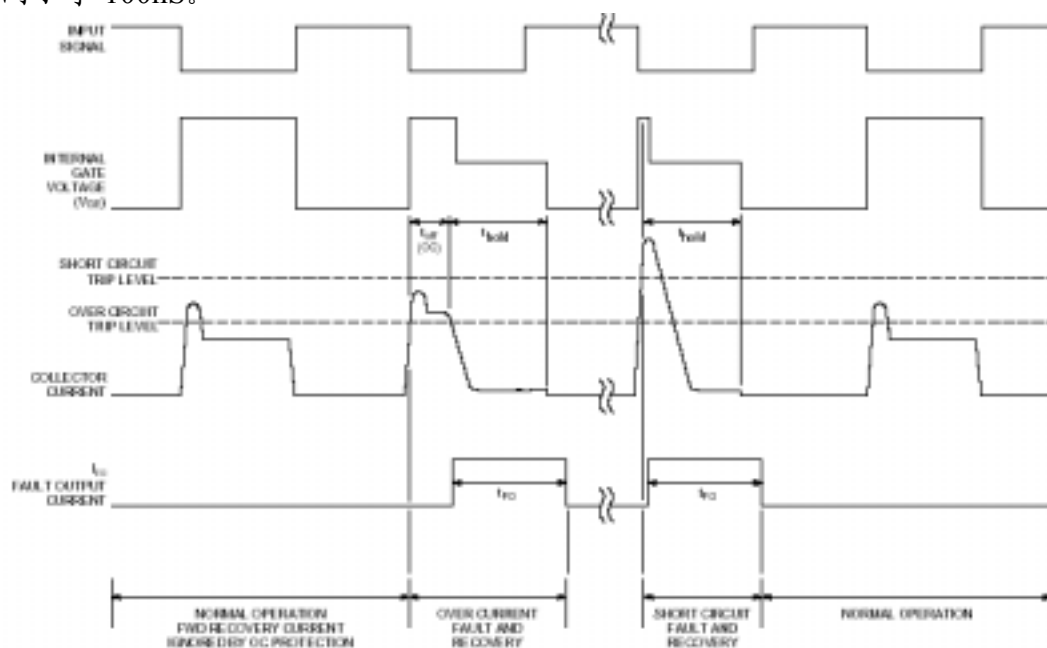 100nS。
INPUT
SIGNAL
INTERNAL
GATE
VOLTAGE
(VGE)
toff
(OC)
thold
thold
SHORT CIRCUIT
TRIP LEVEL
OVER CIRCUIT
TRIP LEVEL
COLLECTOR
CURRENT
IFO
FAULT OUTPUT
CURRENT
tFO
tFO
NORMAL OPERATION
FWD RECOVERY CURRENT
IGNORED BY OC PROTECTION
OVER CURRENT
FAULT AND
RECOVERY
SHORT CIRCUIT
FAULT AND
RECOVERY
NORMAL OPERATION